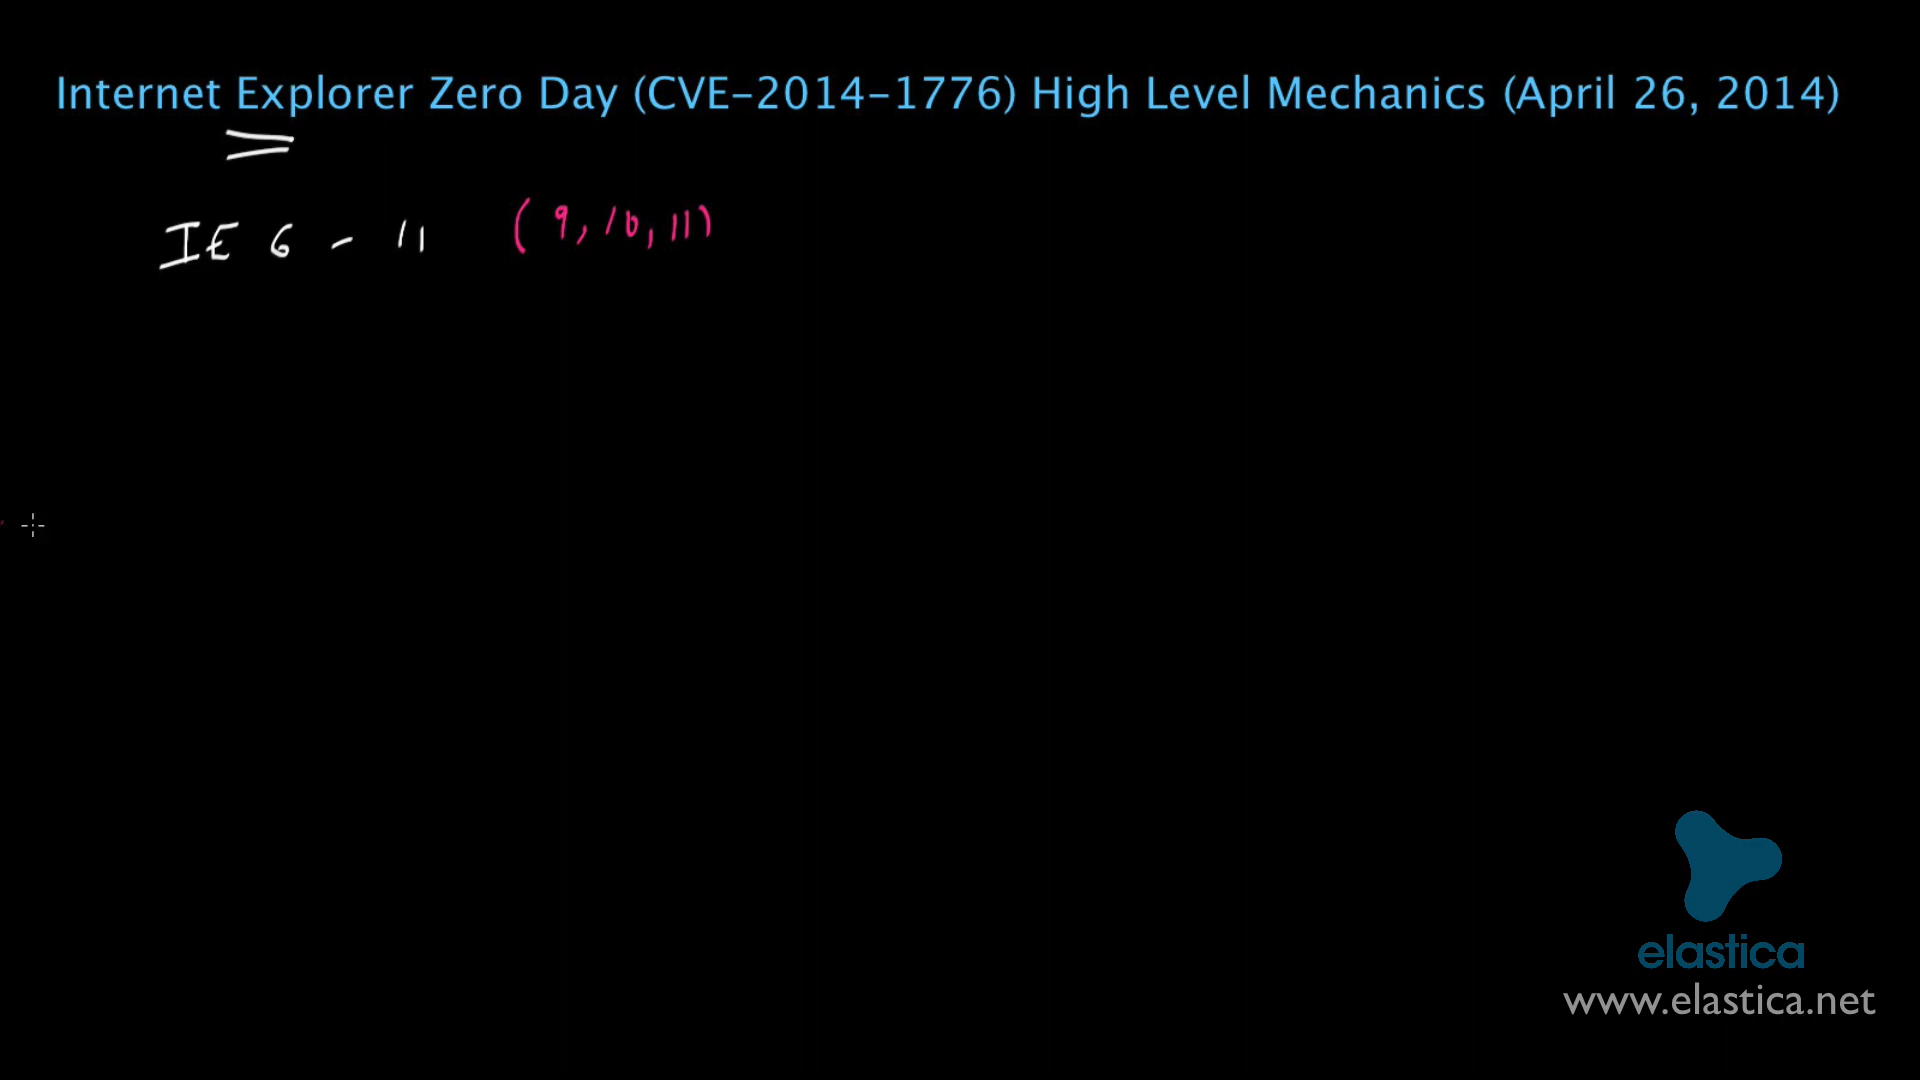 Internet Explorer Zero Day (CVE-2014-1776) High Level Mechanics (April 26, 2014)
IE 6 - 11 (9, 10, 11)
elastica
www.elastica.net